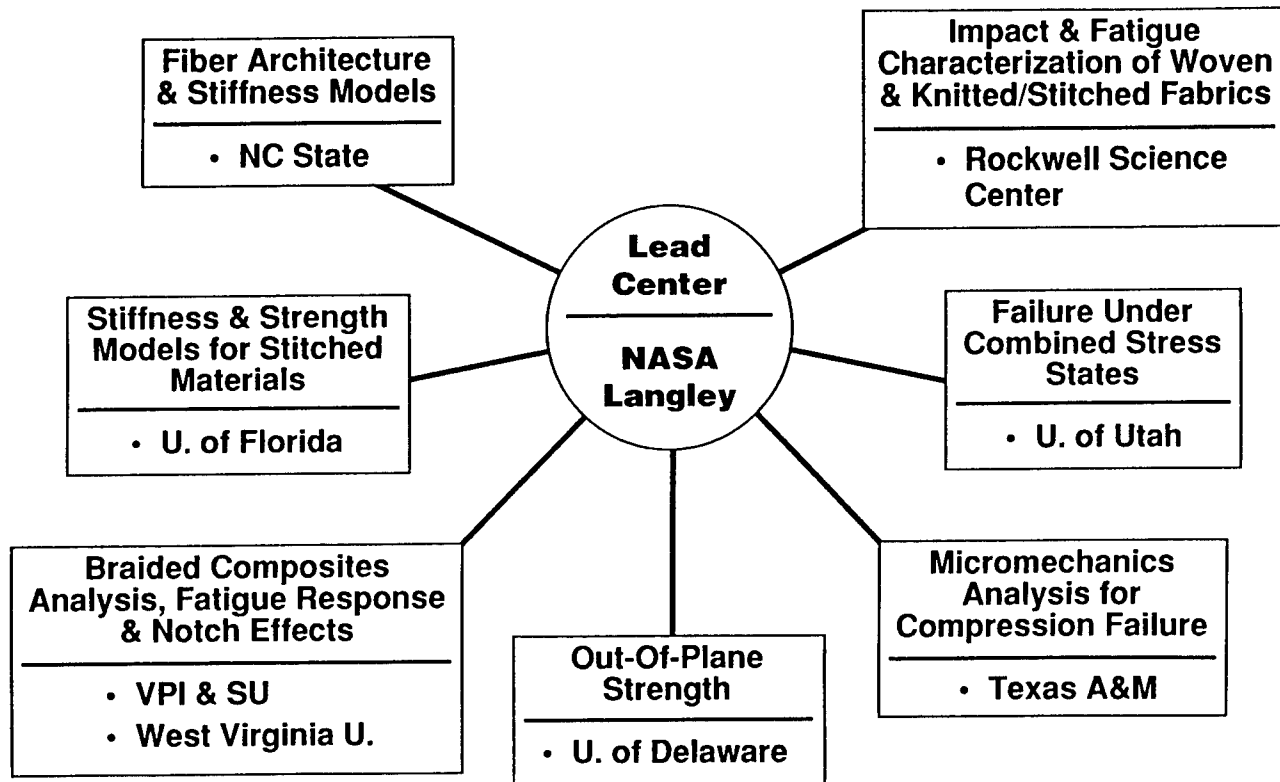 Fiber Architecture
& Stiffness Models
• NC State
Impact & Fatigue
Characterization of Woven
& Knitted/Stitched Fabrics
• Rockwell Science
Center
Lead
Center
NASA
Langley
Stiffness & Strength
Models for Stitched
Materials
• U. of Florida
Failure Under
Combined Stress
States
• U. of Utah
Braided Composites
Analysis, Fatigue Response
& Notch Effects
• VPI & SU
• West Virginia U.
Out-Of-Plane
Strength
• U. of Delaware
Micromechanics
Analysis for
Compression Failure
• Texas A&M